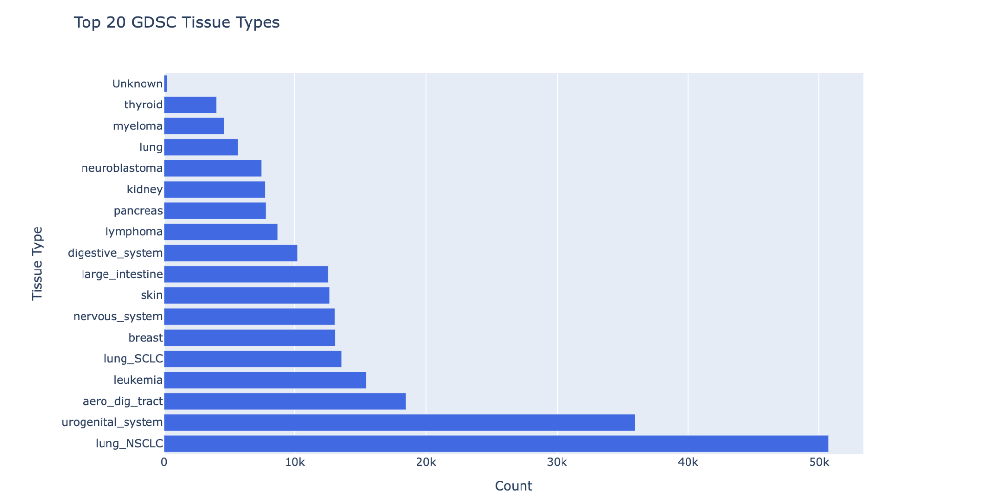 Top 20 GDSC Tissue Types
Unknown
thyroid
myeloma
lung
neuroblastoma
kidney
pancreas
lymphoma
digestive_system
large_intestine
skin
nervous_system
breast
lung_SCLC
leukemia
aero_dig_tract
urogenital_system
lung_NSCLC
Tissue Type
0 10k 20k 30k 40k 50k
Count